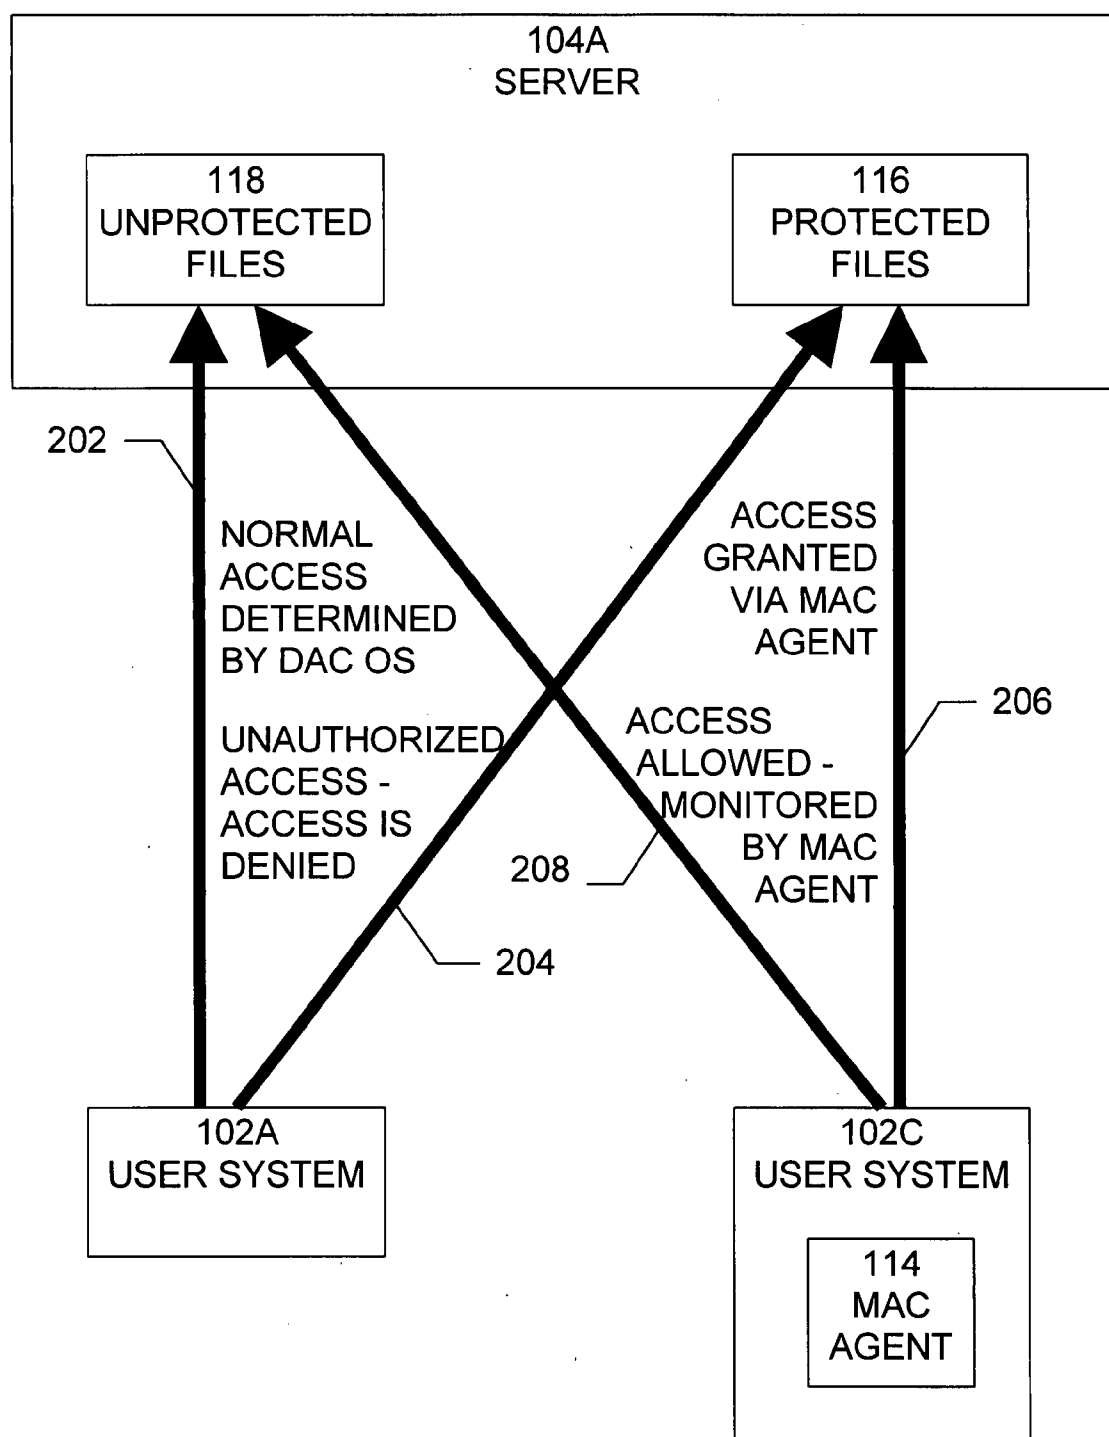 104A
SERVER
118
UNPROTECTED
FILES
116
PROTECTED
FILES
202
NORMAL
ACCESS
DETERMINED
BY DAC OS
ACCESS
GRANTED
VIA MAC
AGENT
206
UNAUTHORIZED
ACCESS -
ACCESS IS
DENIED
ACCESS
ALLOWED -
MONITORED
BY MAC
AGENT
208
204
102A
USER SYSTEM
102C
USER SYSTEM
114
MAC
AGENT